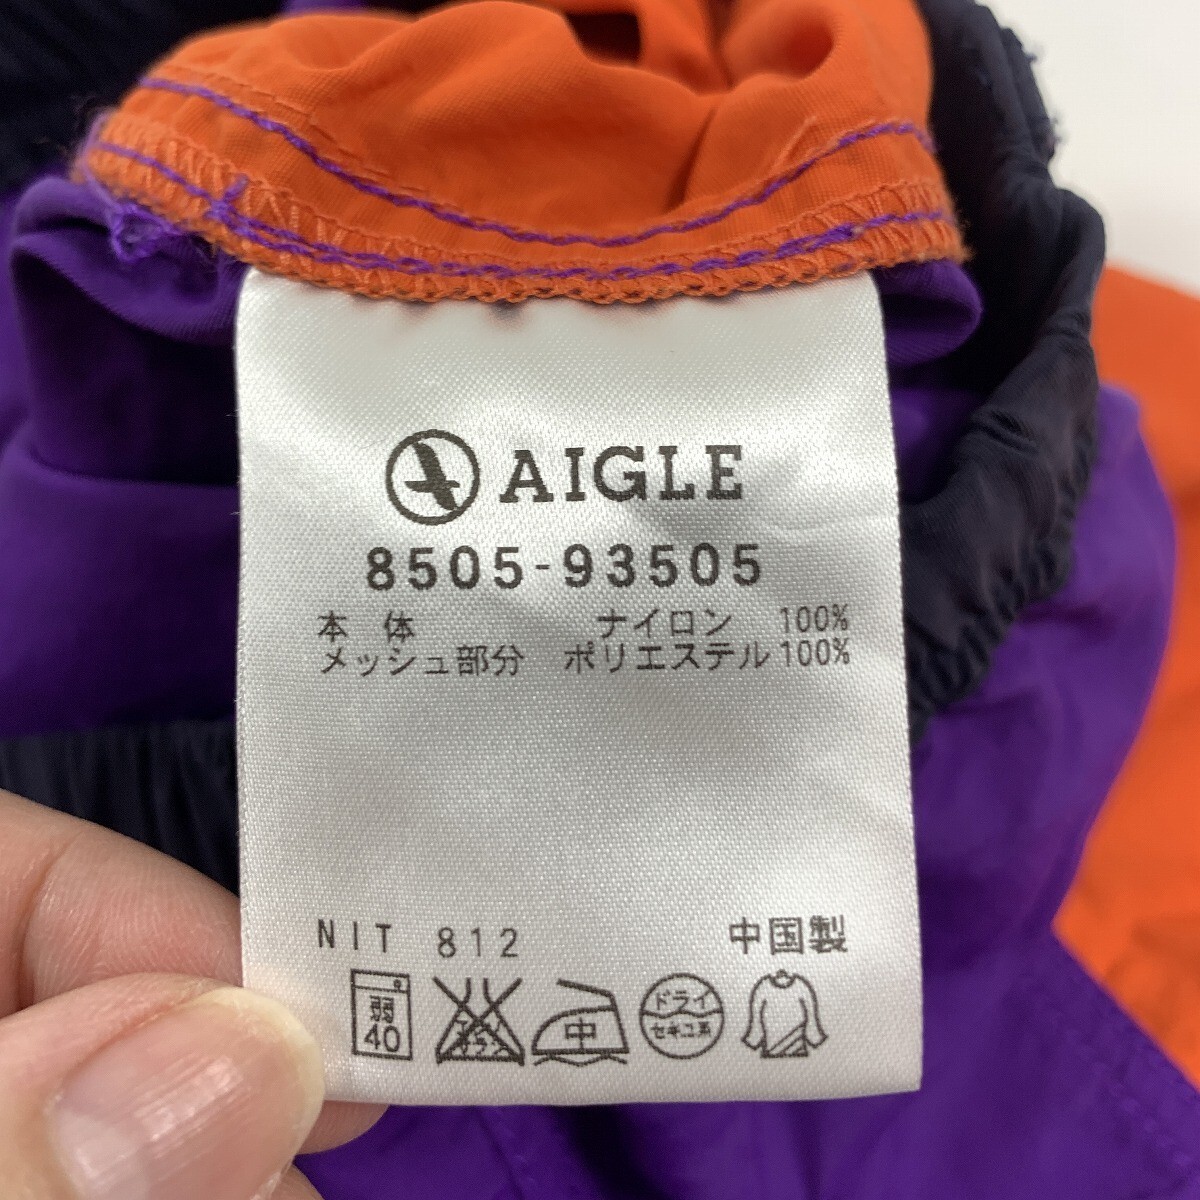 AIGLE
8505-93505
本 体 ナイロン 100%
メッシュ部分 ポリエステル 100%
NIT 812 中国製
弱
40
中
ドライ
セキユ系